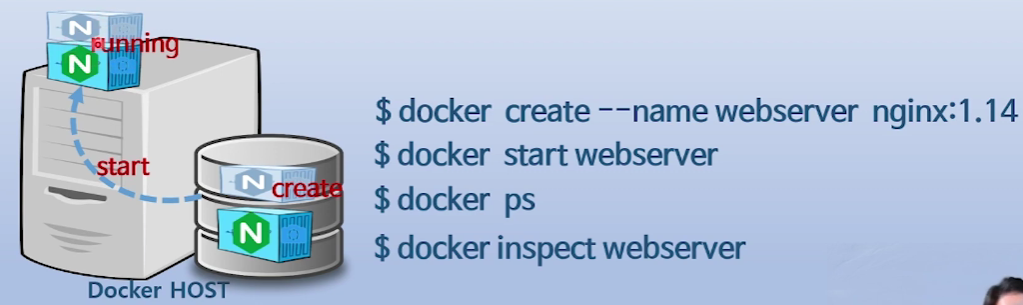 running
start
create
Docker HOST
$ docker create --name webserver nginx:1.14
$ docker start webserver
$ docker ps
$ docker inspect webserver
N
N
N
N